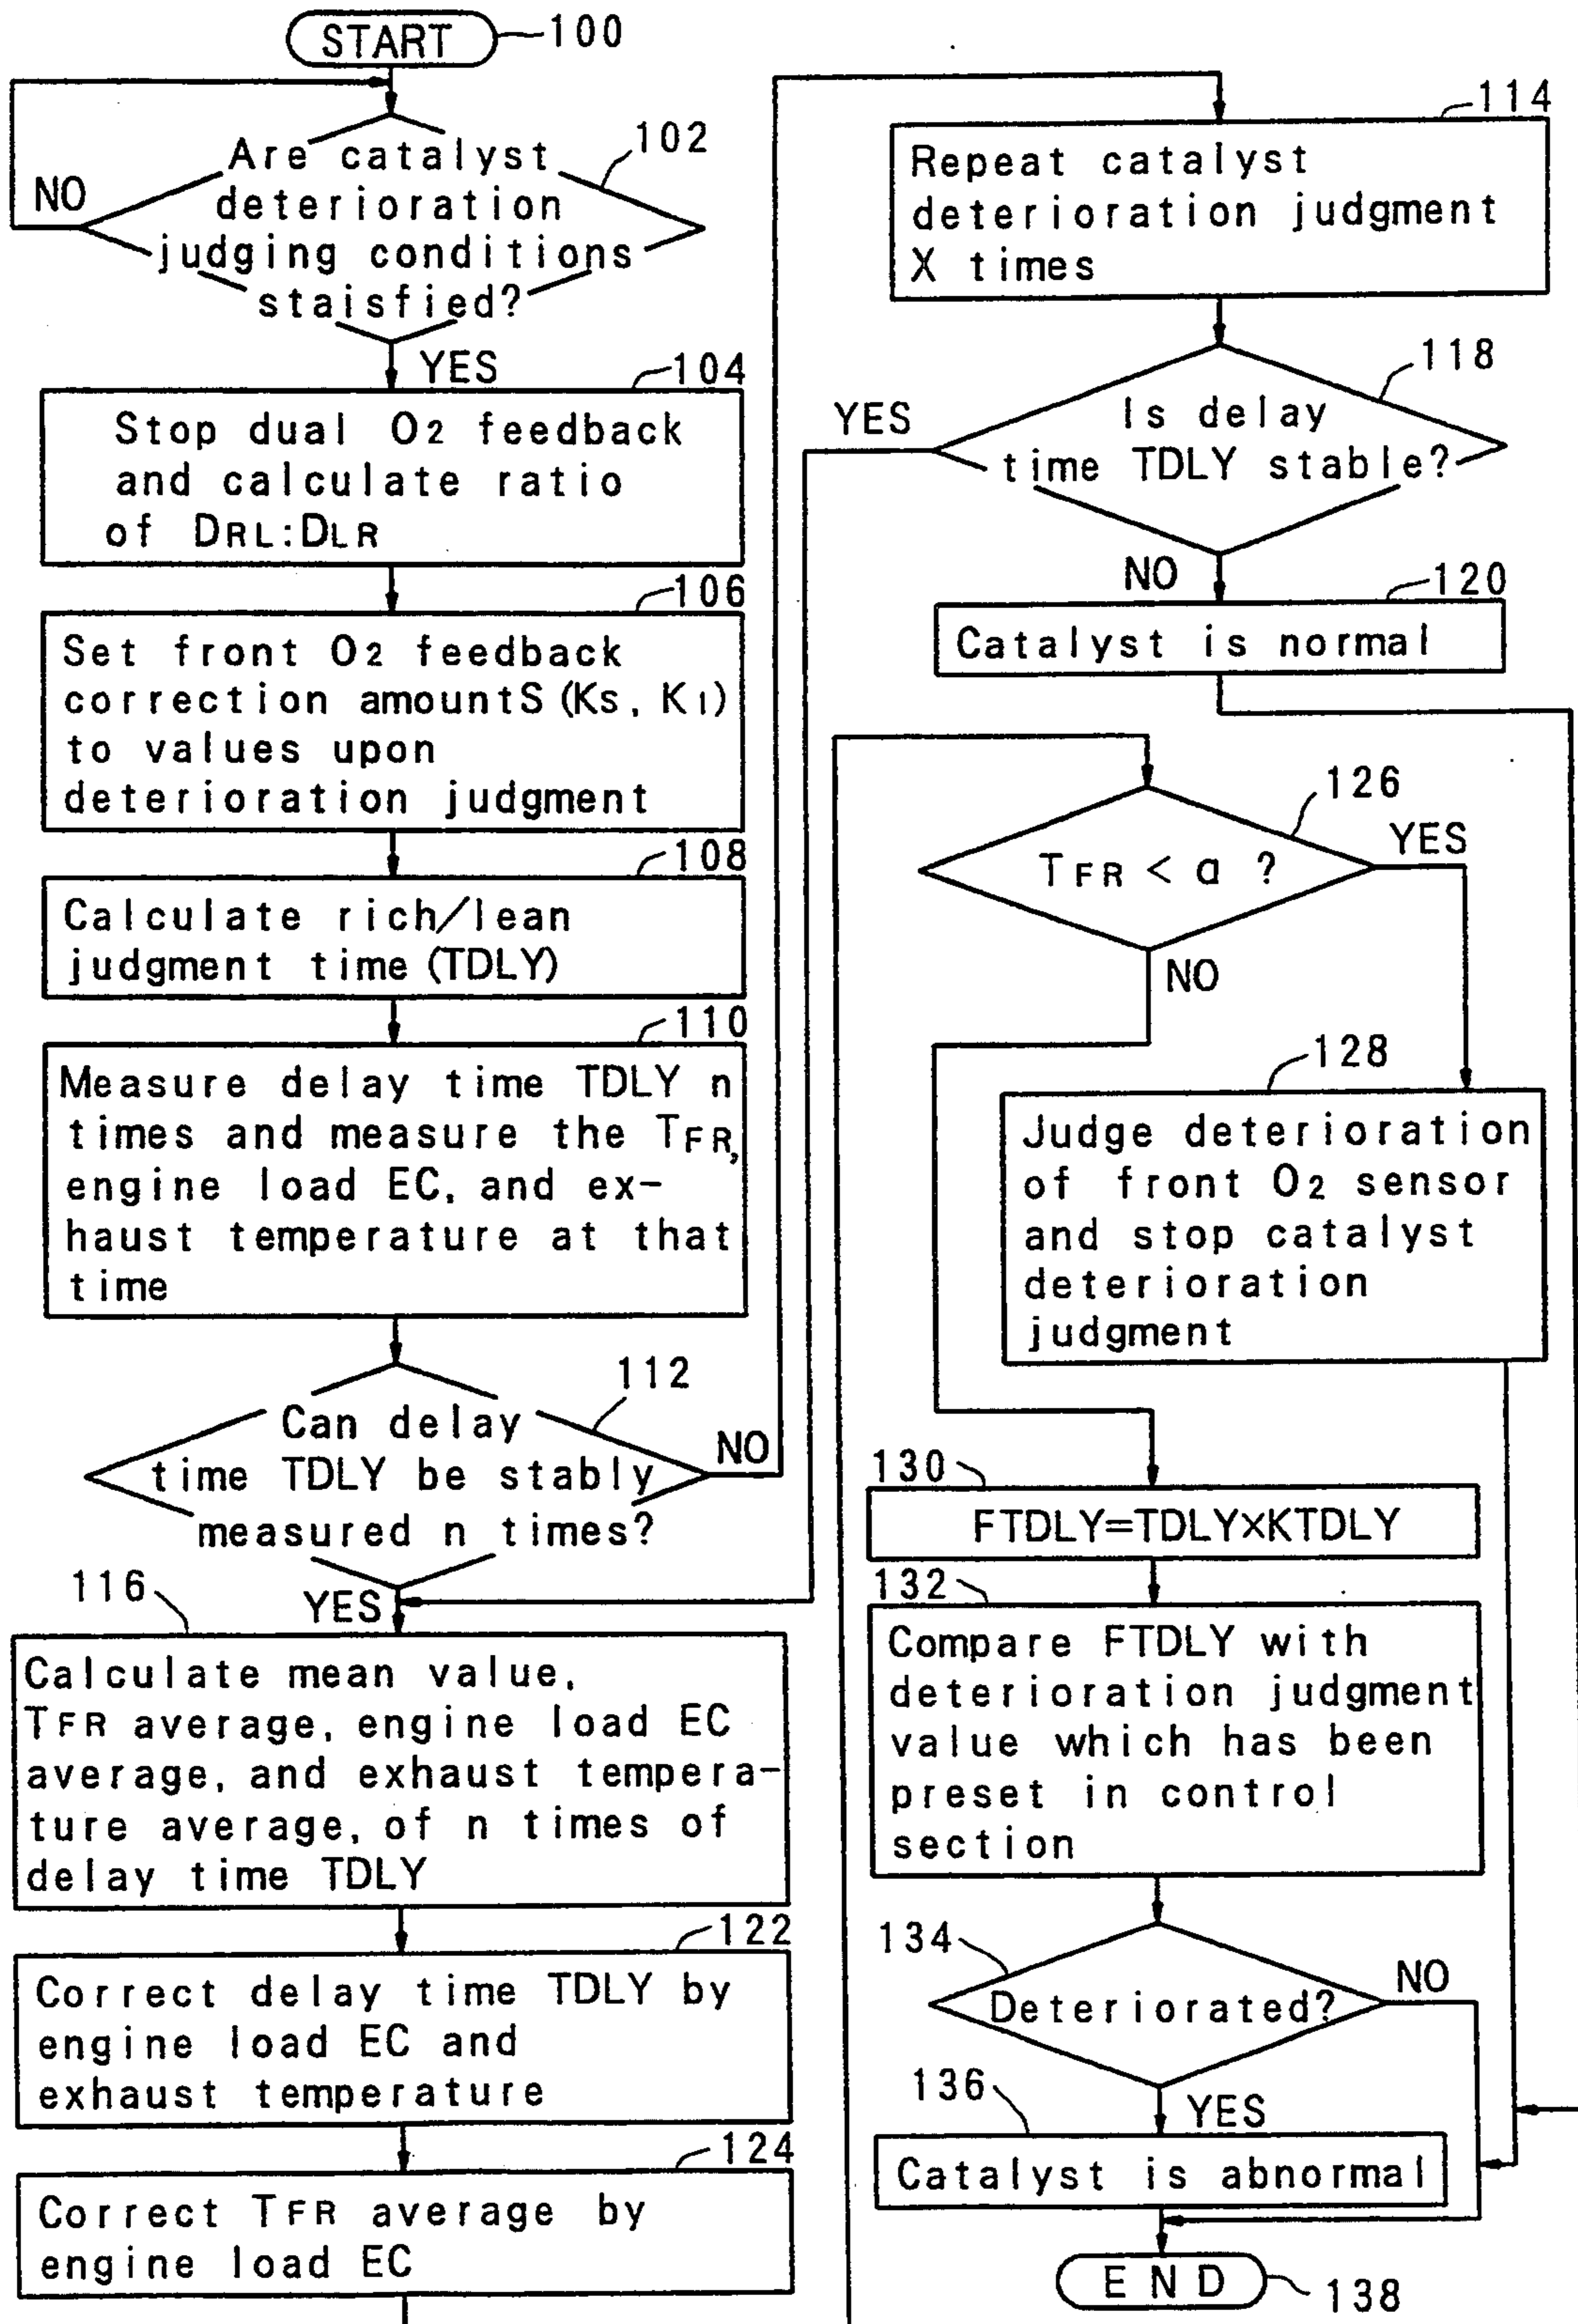 START
100
Are catalyst
deterioration
judging conditions
staisfied?
102
NO
YES
104
Stop dual O2 feedback
and calculate ratio
of DRL:DLR
106
Set front O2 feedback
correction amountS (Ks, KI)
to values upon
deterioration judgment
108
Calculate rich/lean
judgment time (TDLY)
110
Measure delay time TDLY n
times and measure the TFR,
engine load EC, and ex-
haust temperature at that
time
112
Can delay
time TDLY be stably
measured n times?
NO
YES
116
Calculate mean value,
TFR average, engine load EC
average, and exhaust tempera-
ture average, of n times of
delay time TDLY
122
Correct delay time TDLY by
engine load EC and
exhaust temperature
124
Correct TFR average by
engine load EC
114
Repeat catalyst
deterioration judgment
X times
118
Is delay
time TDLY stable?
YES
NO
120
Catalyst is normal
126
TFR < a ?
YES
NO
128
Judge deterioration
of front O2 sensor
and stop catalyst
deterioration
judgment
130
FTDLY=TDLY×KTDLY
132
Compare FTDLY with
deterioration judgment
value which has been
preset in control
section
134
Deteriorated?
NO
YES
136
Catalyst is abnormal
END
138